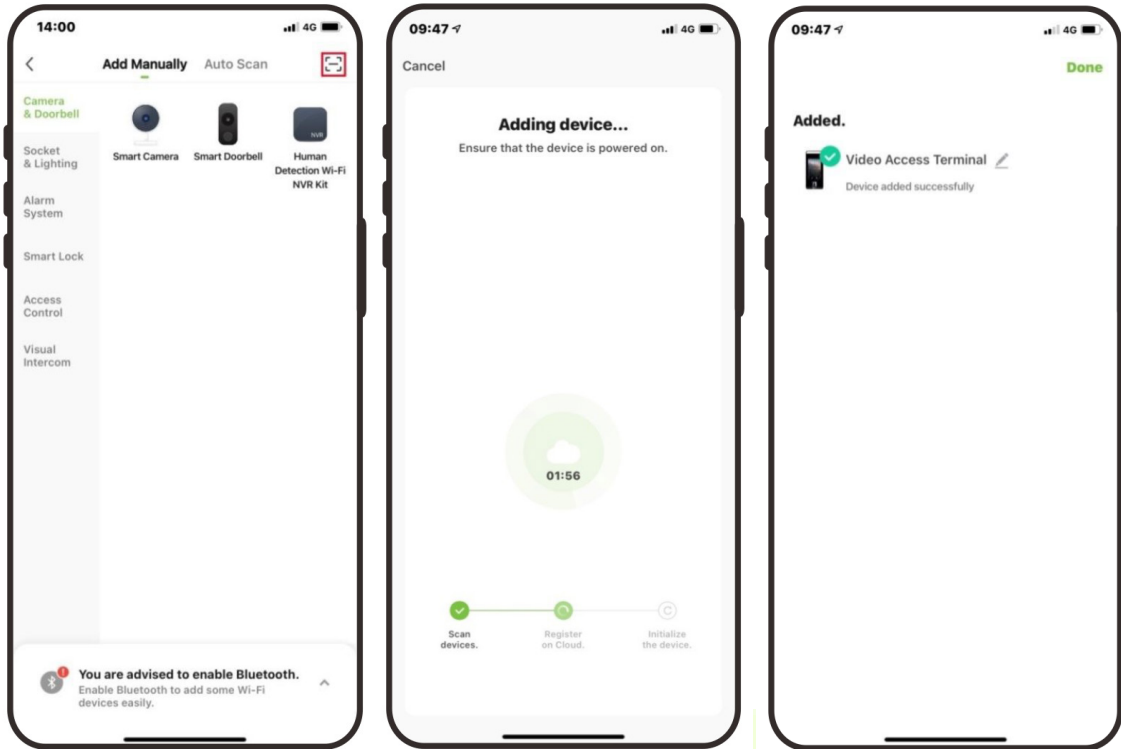 14:00
4G
Add Manually Auto Scan
Camera
& Doorbell
Socket
& Lighting
Alarm
System
Smart Lock
Access
Control
Visual
Intercom
Smart Camera
Smart Doorbell
NVR
Human
Detection Wi-Fi
NVR Kit
You are advised to enable Bluetooth.
Enable Bluetooth to add some Wi-Fi
devices easily.
09:47
4G
Cancel
Adding device...
Ensure that the device is powered on.
01:56
Scan
devices.
Register
on Cloud.
Initialize
the device.
09:47
4G
Done
Added.
Video Access Terminal
Device added successfully